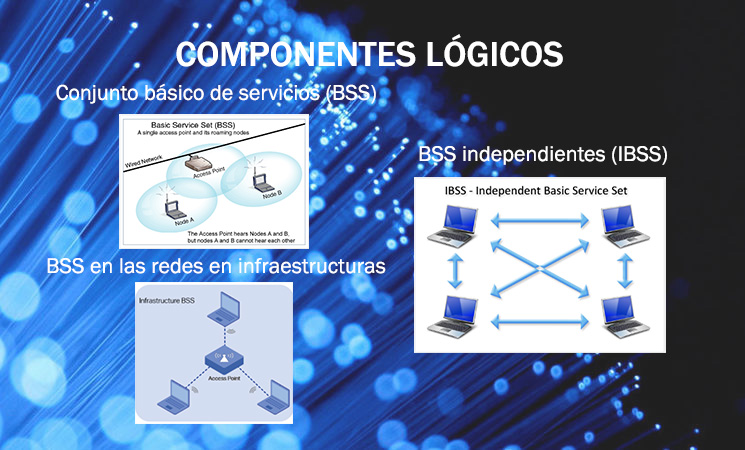 COMPONENTES LÓGICOS
Conjunto básico de servicios (BSS)
Basic Service Set (BSS)
A single access point and its roaming nodes
Wired Network
Access Point
Node A
Node B
The Access Point hears Nodes A and B,
but nodes A and B cannot hear each other
BSS en las redes en infraestructuras
Infrastructure BSS
Access Point
BSS independientes (IBSS)
IBSS - Independent Basic Service Set